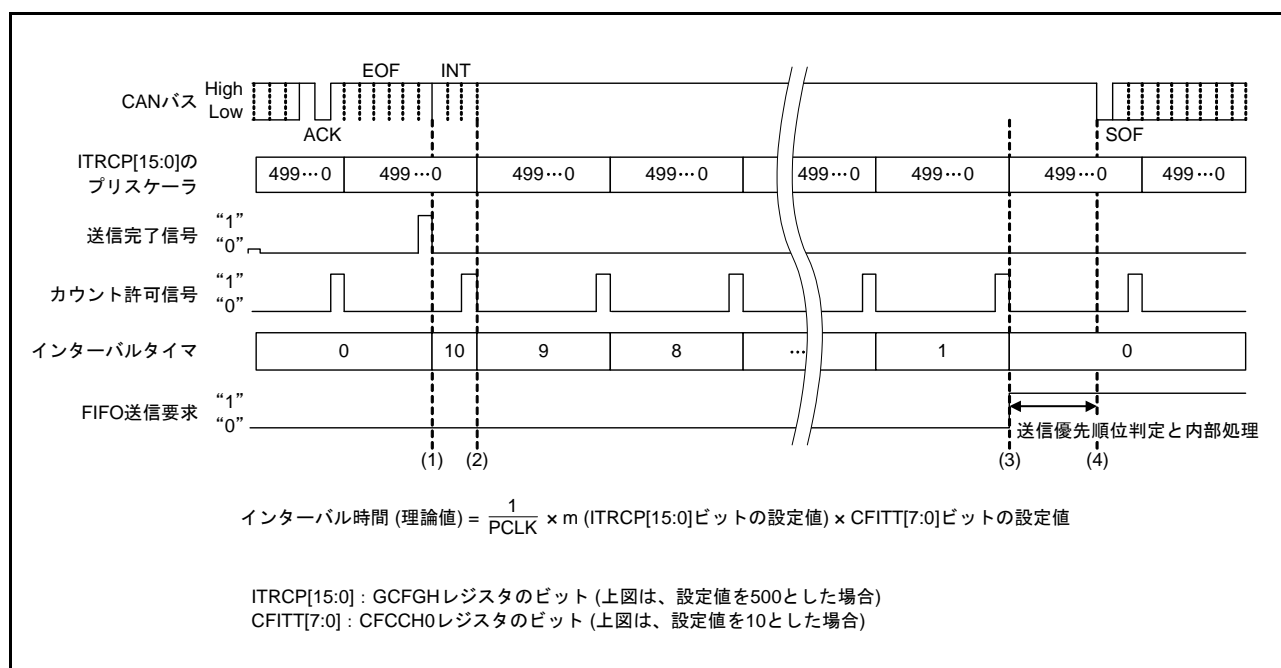 EOF INT
CANバス High
Low
ACK SOF
ITRCP[15:0]の
プリスケーラ
499…0 499…0 499…0 499…0 499…0 499…0 499…0 499…0
送信完了信号 “1”
“0”
カウント許可信号 “1”
“0”
インターバルタイマ 0 10 9 8 … 1 0
FIFO送信要求 “1”
“0”
送信優先順位判定と内部処理
(1) (2) (3) (4)
インターバル時間 (理論値) = 1/PCLK × m (ITRCP[15:0]ビットの設定値) × CFITT[7:0]ビットの設定値
ITRCP[15:0] : GCFGHレジスタのビット (上図は、設定値を500とした場合)
CFITT[7:0] : CFCCH0レジスタのビット (上図は、設定値を10とした場合)